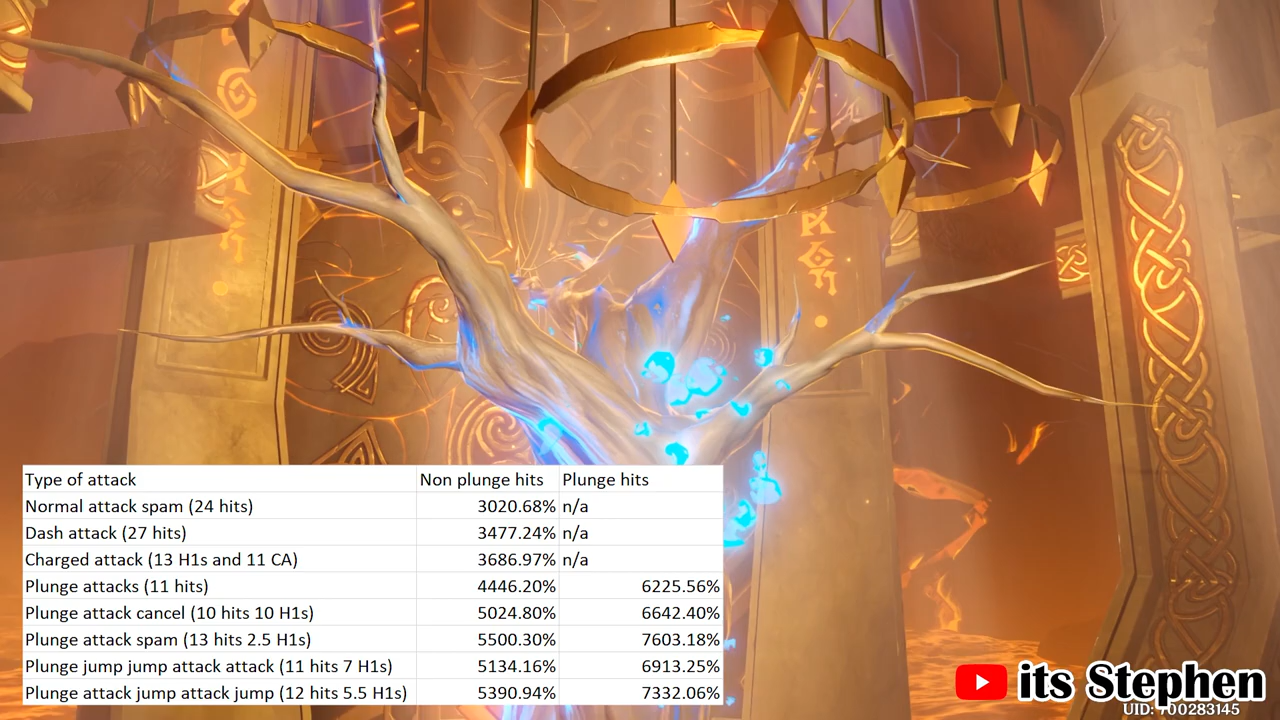 Type of attack Non plunge hits Plunge hits
Normal attack spam (24 hits) 3020.68% n/a
Dash attack (27 hits) 3477.24% n/a
Charged attack (13 H1s and 11 CA) 3686.97% n/a
Plunge attacks (11 hits) 4446.20% 6225.56%
Plunge attack cancel (10 hits 10 H1s) 5024.80% 6642.40%
Plunge attack spam (13 hits 2.5 H1s) 5500.30% 7603.18%
Plunge jump jump attack attack (11 hits 7 H1s) 5134.16% 6913.25%
Plunge attack jump attack jump (12 hits 5.5 H1s) 5390.94% 7332.06%
its Stephen
UID: 700283145